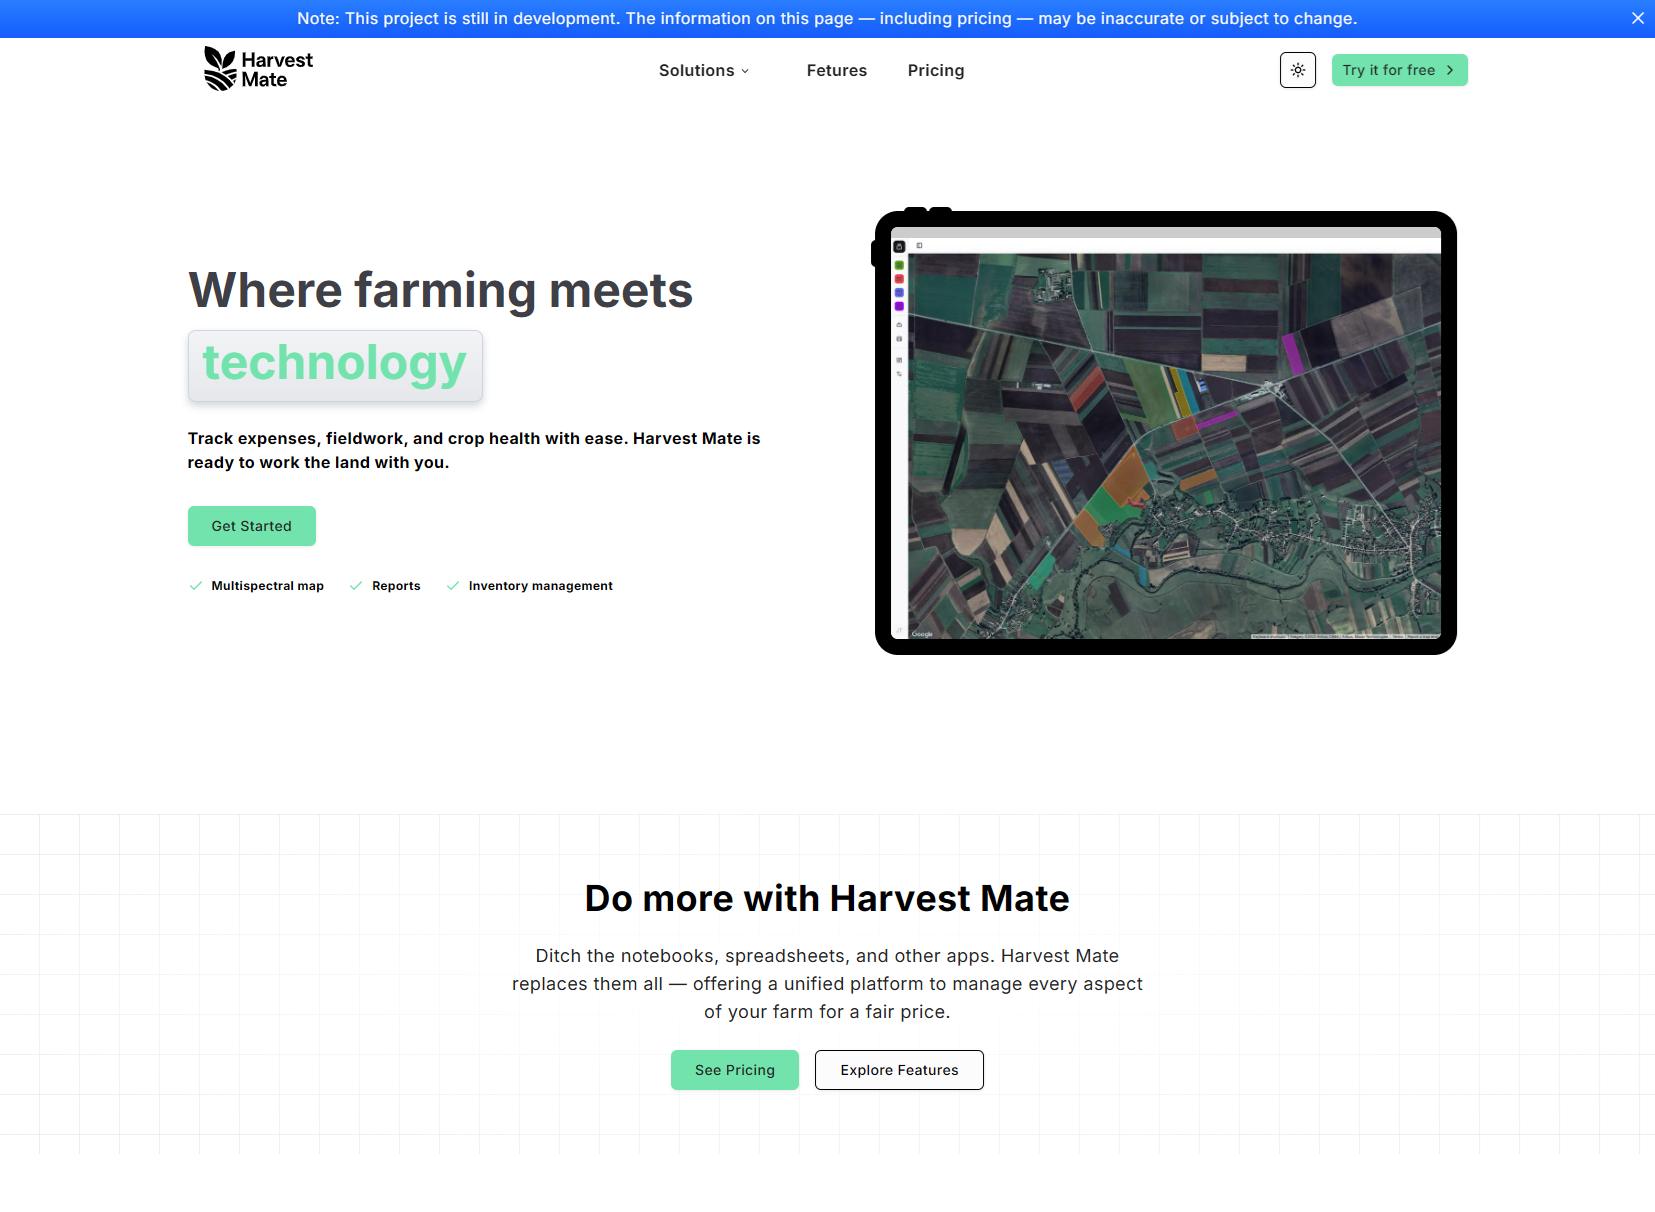 Note: This project is still in development. The information on this page — including pricing — may be inaccurate or subject to change.
Harvest
Mate
Solutions
Fetures
Pricing
Try it for free
Where farming meets
technology
Track expenses, fieldwork, and crop health with ease. Harvest Mate is
ready to work the land with you.
Get Started
Multispectral map
Reports
Inventory management
Google
Do more with Harvest Mate
Ditch the notebooks, spreadsheets, and other apps. Harvest Mate
replaces them all — offering a unified platform to manage every aspect
of your farm for a fair price.
See Pricing
Explore Features